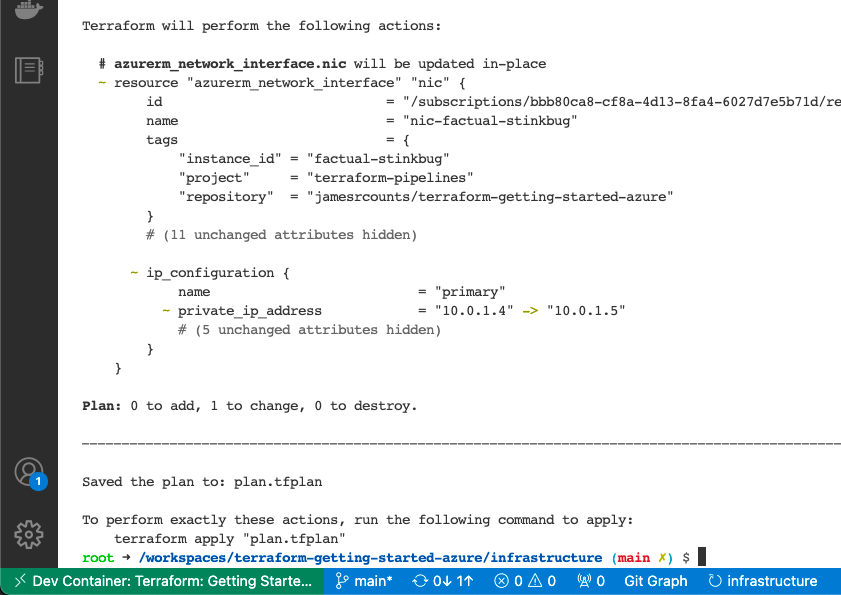 Terraform will perform the following actions:
# azurerm_network_interface.nic will be updated in-place
~ resource "azurerm_network_interface" "nic" {
id = "/subscriptions/bbb80ca8-cf8a-4d13-8fa4-6027d7e5b71d/re
name = "nic-factual-stinkbug"
tags = {
"instance_id" = "factual-stinkbug"
"project" = "terraform-pipelines"
"repository" = "jamesrcounts/terraform-getting-started-azure"
}
# (11 unchanged attributes hidden)
~ ip_configuration {
name = "primary"
~ private_ip_address = "10.0.1.4" -> "10.0.1.5"
# (5 unchanged attributes hidden)
}
}
Plan: 0 to add, 1 to change, 0 to destroy.
Saved the plan to: plan.tfplan
To perform exactly these actions, run the following command to apply:
terraform apply "plan.tfplan"
root ➜ /workspaces/terraform-getting-started-azure/infrastructure (main ✗) $
1
Dev Container: Terraform: Getting Starte... main* 0↓ 1↑ 0 0 0 Git Graph infrastructure